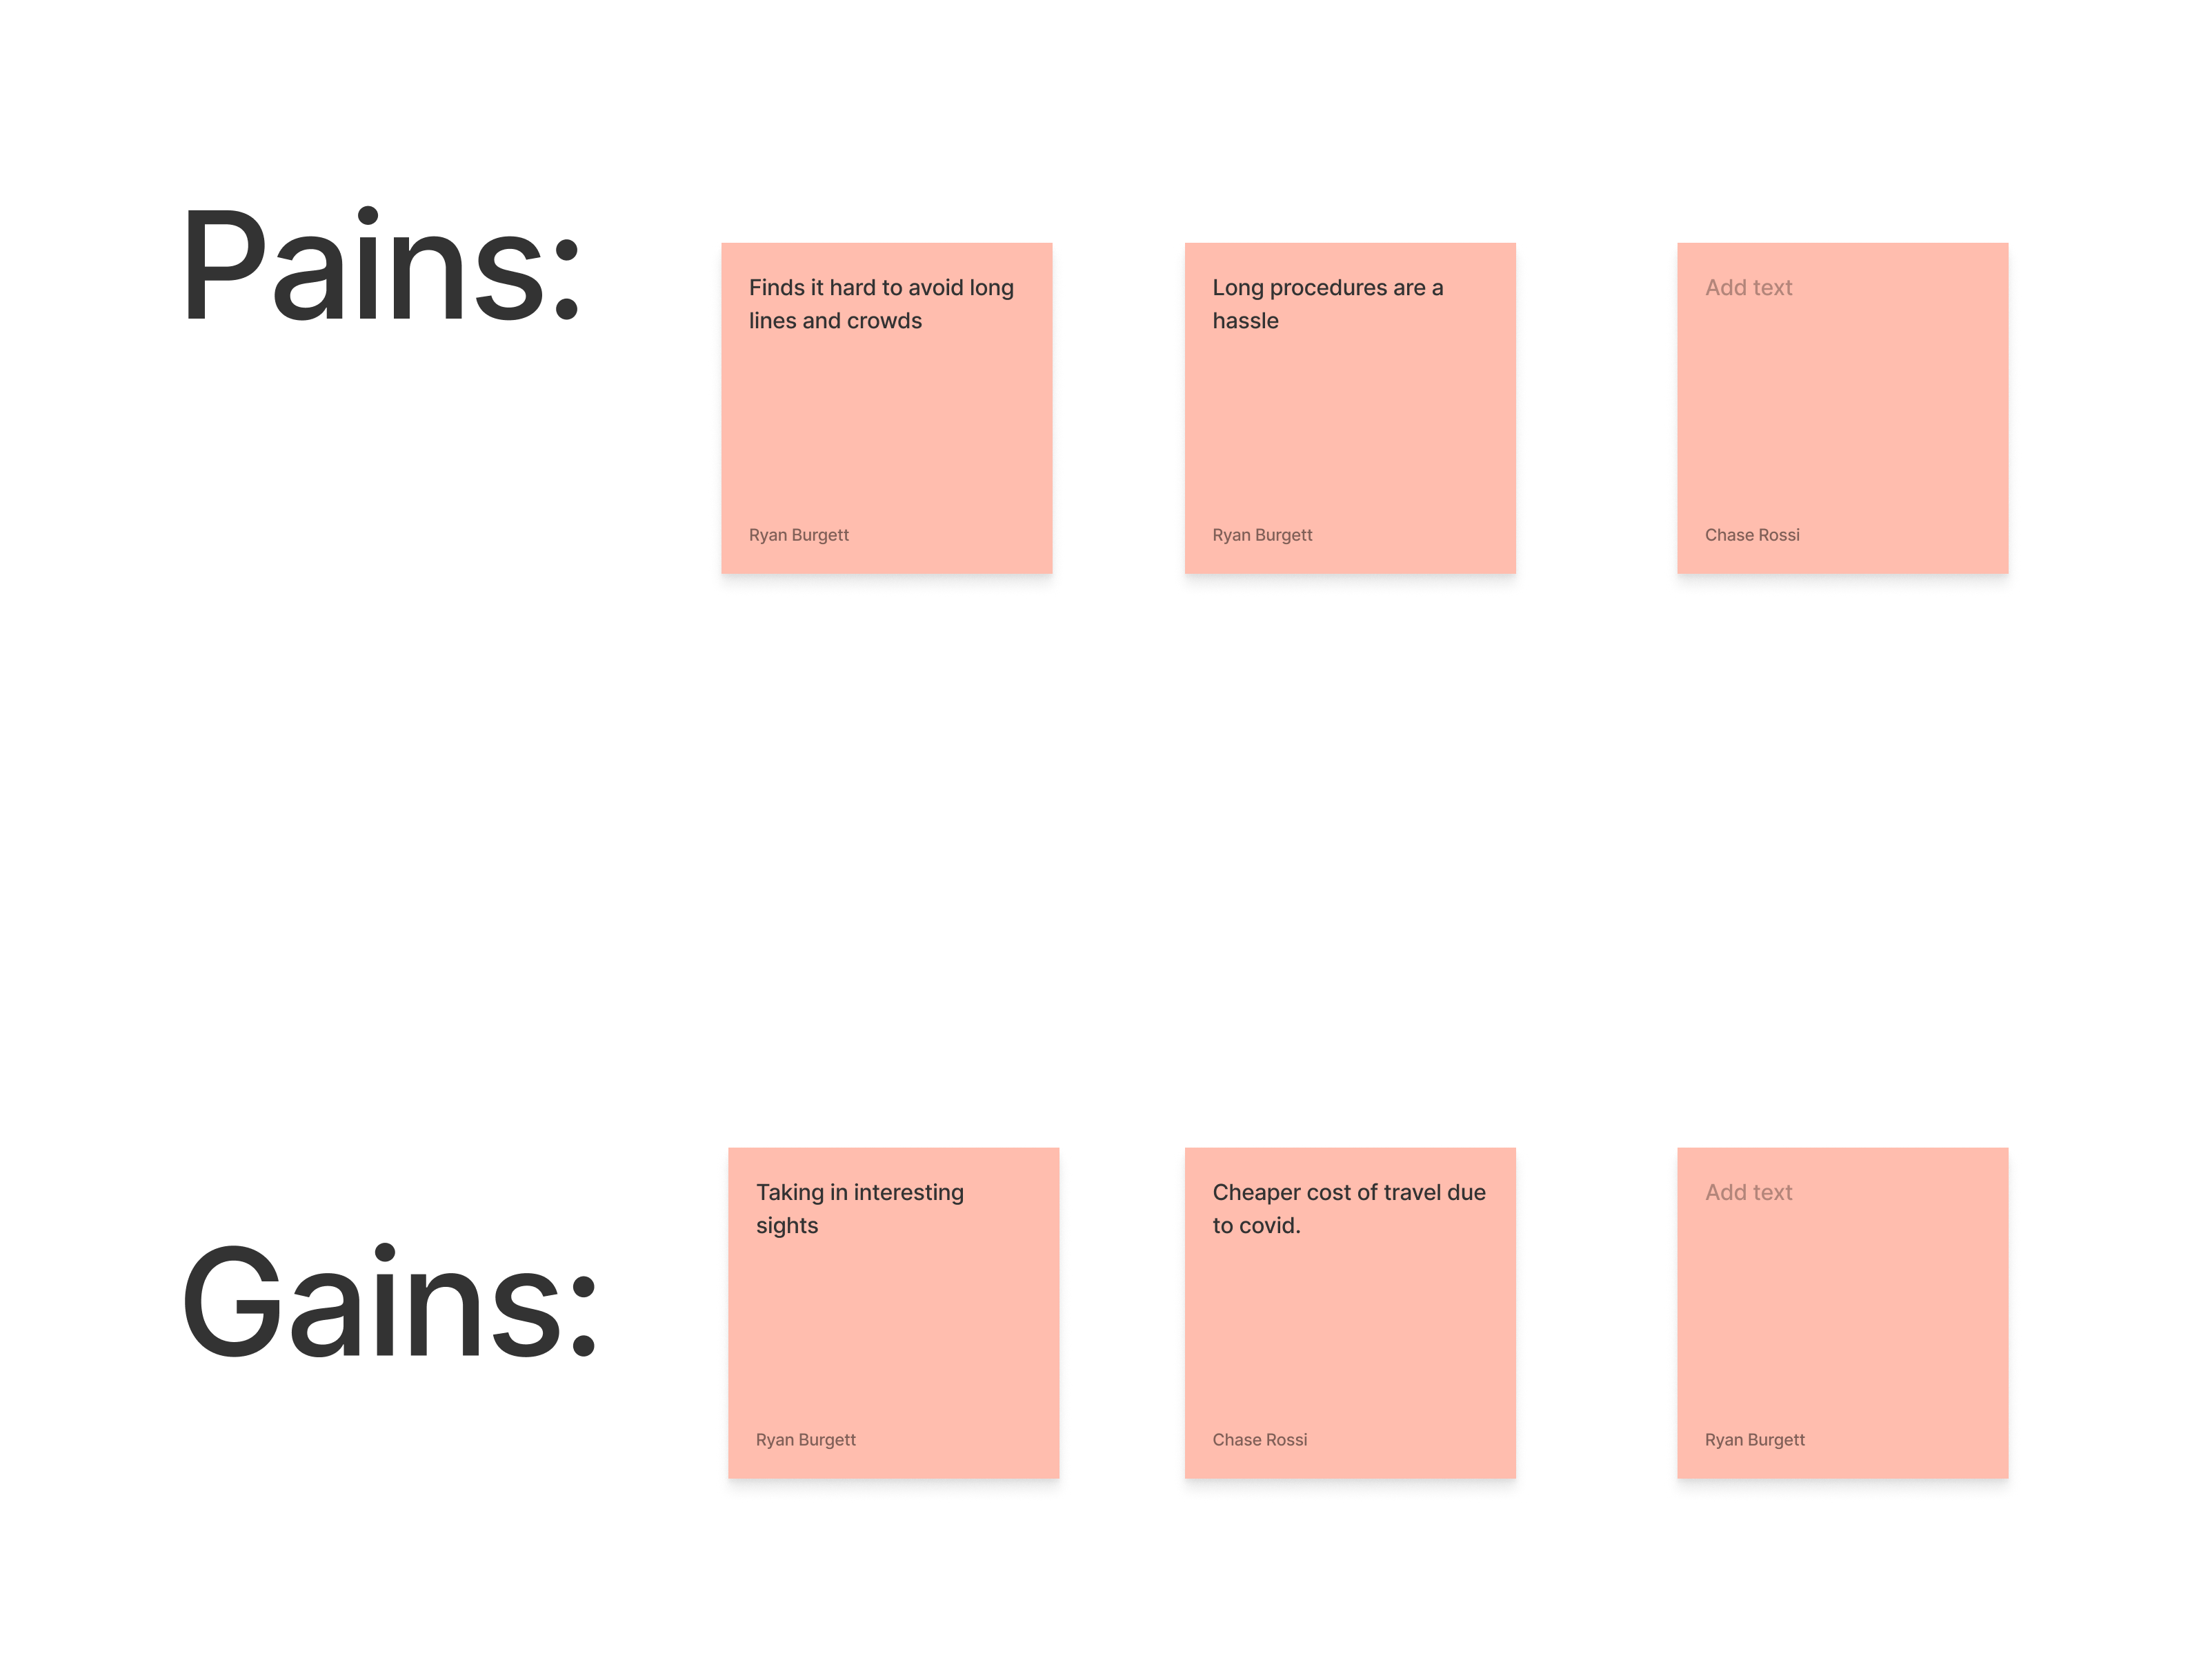 Pains:
Finds it hard to avoid long
lines and crowds
Ryan Burgett
Long procedures are a
hassle
Ryan Burgett
Add text
Chase Rossi
Gains:
Taking in interesting
sights
Ryan Burgett
Cheaper cost of travel due
to covid.
Chase Rossi
Add text
Ryan Burgett